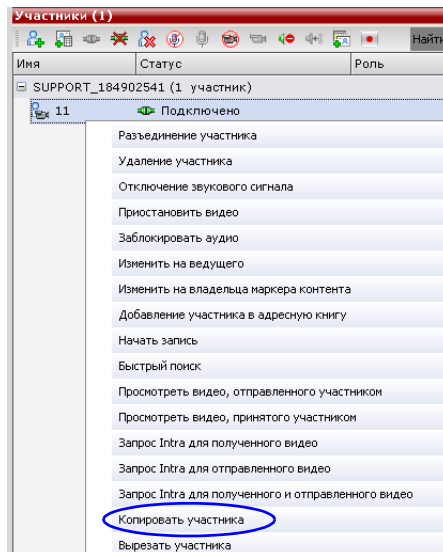 Участники (1)
Найти
Имя Статус Роль
SUPPORT_184902541 (1 участник)
11 Подключено
Разъединение участника
Удаление участника
Отключение звукового сигнала
Приостановить видео
Заблокировать аудио
Изменить на ведущего
Изменить на владельца маркера контента
Добавление участника в адресную книгу
Начать запись
Быстрый поиск
Просмотреть видео, отправленного участником
Просмотреть видео, принятого участником
Запрос Intra для полученного видео
Запрос Intra для отправленного видео
Запрос Intra для полученного и отправленного видео
Копировать участника
Вырезать участника